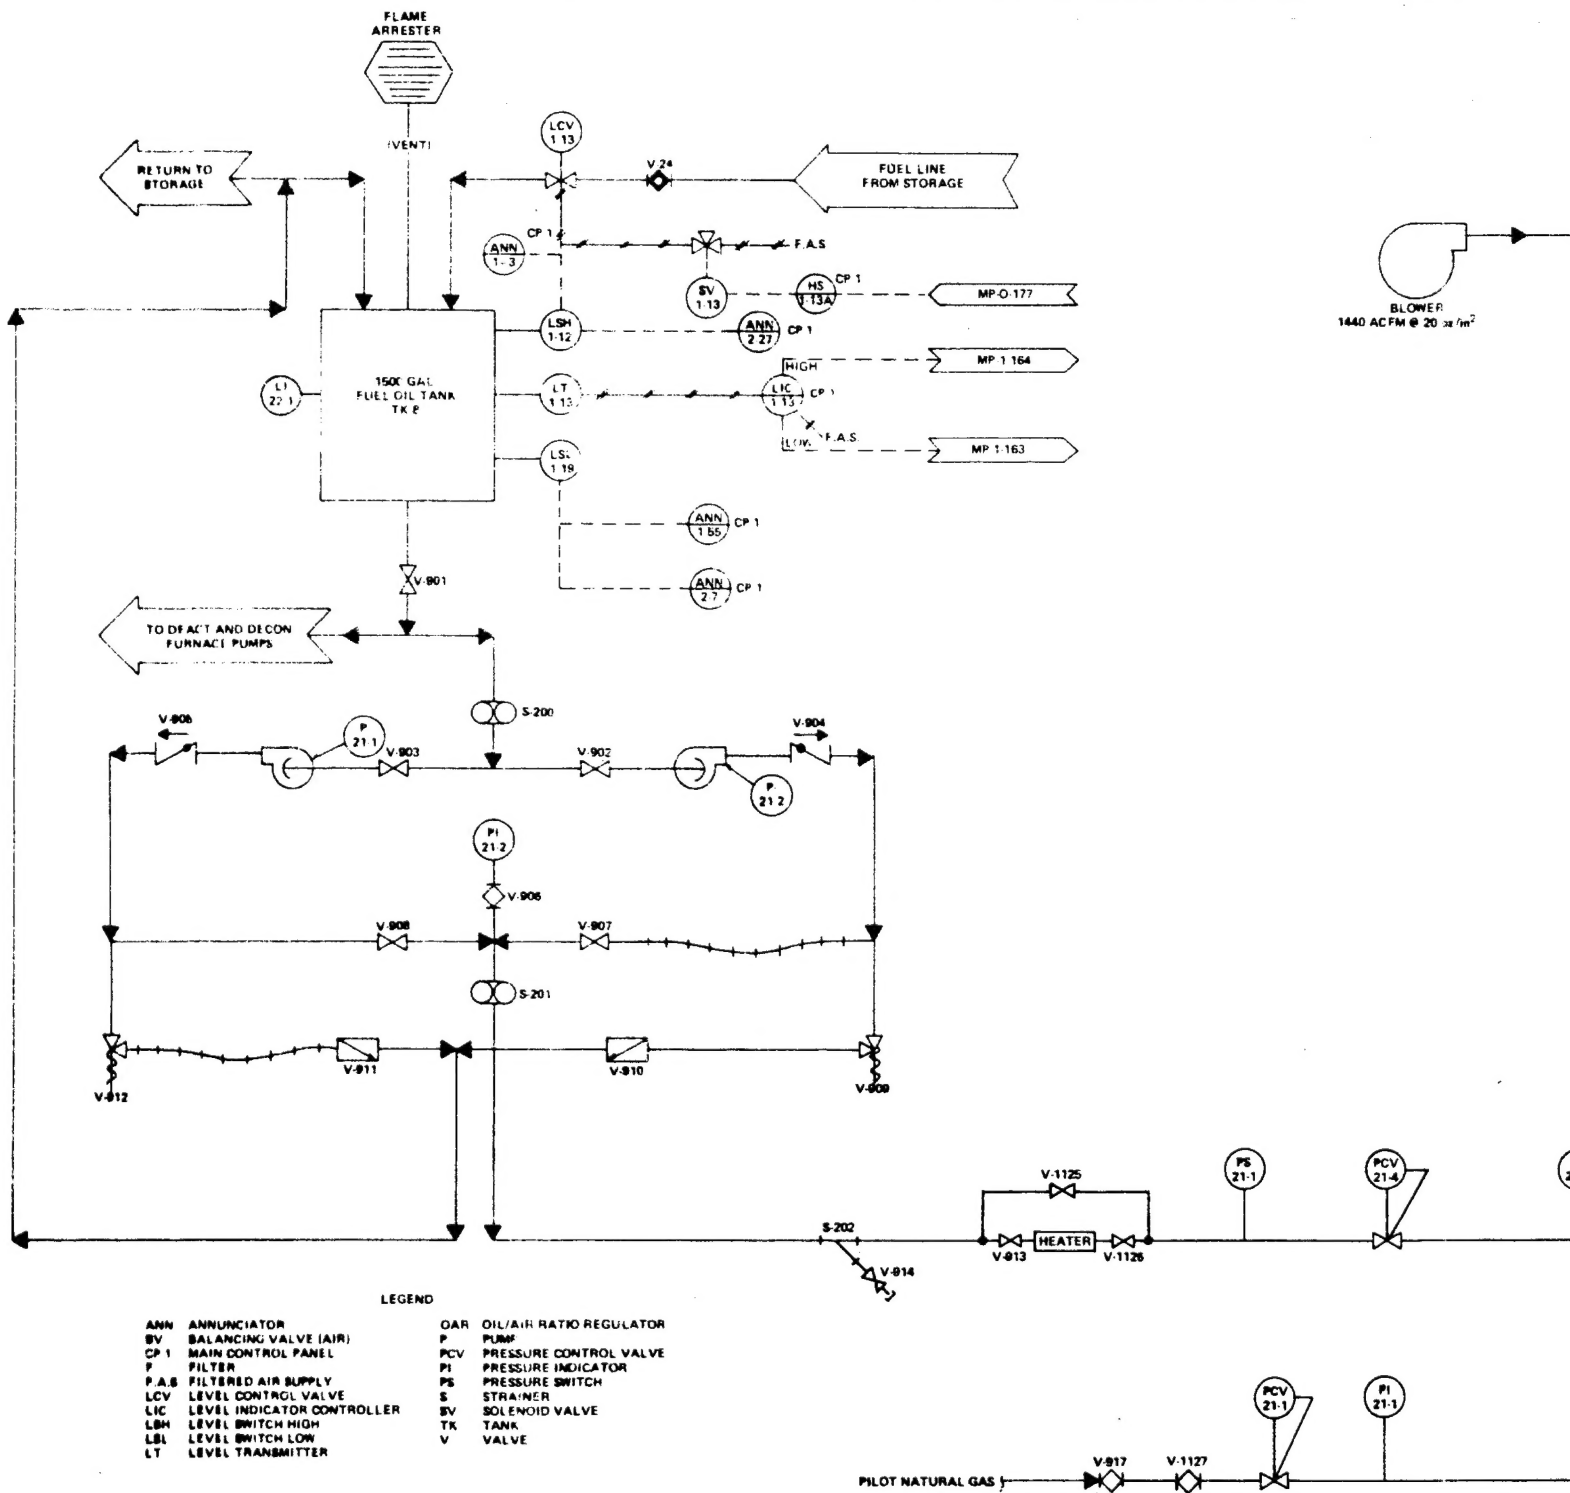 FLAME
ARRESTER
(VENT)
LCV
1-13
RETURN TO
STORAGE
V-24
FUEL LINE
FROM STORAGE
CP 1
ANN
F.A.S
SV
1-13
HS
1-13A
CP 1
MP-O-177
BLOWER
1440 ACFM @ 20
LSH
1-12
ANN
2-27
CP 1
HIGH
MP-1-164
LI
22-1
GAL
FUEL OIL TANK
LT
1-13
LIC
1-13
CP 1
F.A.S.
LOW
MP 1-163
LSL
1-19
ANN
1-55
CP 1
ANN
2-7
CP 1
V-901
TO DEACT AND DECON
FURNACE PUMPS
S-200
V-905
P
21-1
V-903
V-902
V-904
P
21-2
PI
21-2
V-906
V-908
V-907
S-201
V-911
V-910
V-912
V-909
V-1125
PS
21-1
PCV
21-4
S-202
V-913
HEATER
V-1126
V-914
LEGEND
ANN ANNUNCIATOR
BV BALANCING VALVE (AIR)
CP 1 MAIN CONTROL PANEL
F FILTER
F.A.S FILTERED AIR SUPPLY
LCV LEVEL CONTROL VALVE
LIC LEVEL INDICATOR CONTROLLER
LSH LEVEL SWITCH HIGH
LSL LEVEL SWITCH LOW
LT LEVEL TRANSMITTER
OAR OIL/AIR RATIO REGULATOR
P PUMP
PCV PRESSURE CONTROL VALVE
PI PRESSURE INDICATOR
PS PRESSURE SWITCH
S STRAINER
SV SOLENOID VALVE
TK TANK
V VALVE
PCV
21-1
PI
21-1
V-917
V-1127
PILOT NATURAL GAS